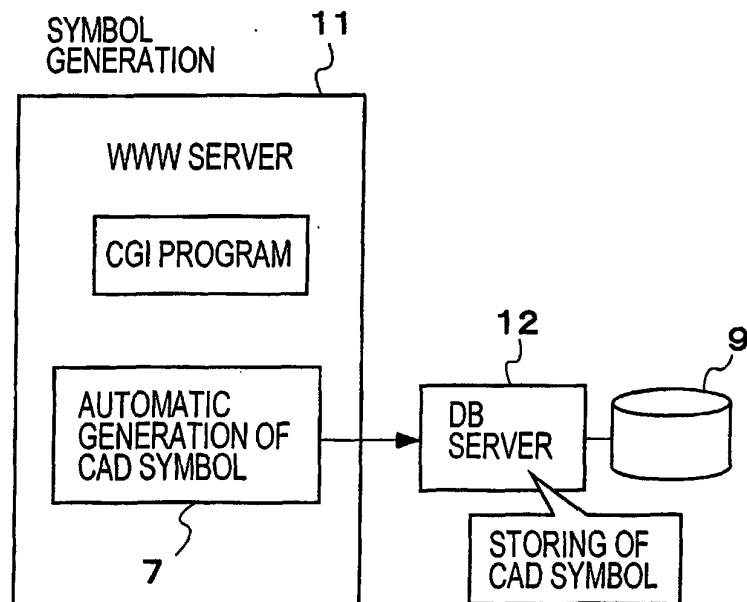 SYMBOL
GENERATION
11
WWW SERVER
CGI PROGRAM
AUTOMATIC
GENERATION OF
CAD SYMBOL
7
12
DB
SERVER
9
STORING OF
CAD SYMBOL